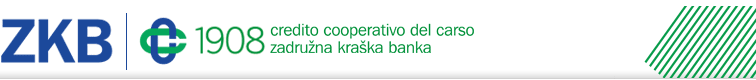 ZKB 1908 credito cooperativo del carso
zadružna kraška banka